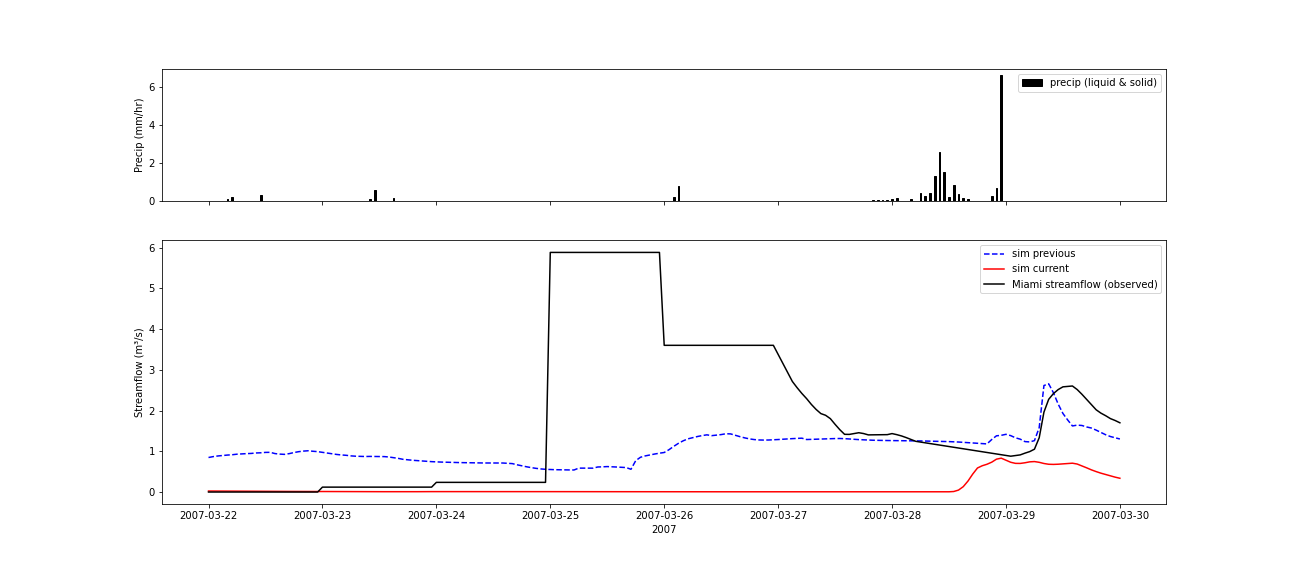 6
4
2
0
Precip (mm/hr)
precip (liquid & solid)
6
5
4
3
2
1
0
Streamflow (m³/s)
sim previous
sim current
Miami streamflow (observed)
2007-03-22 2007-03-23 2007-03-24 2007-03-25 2007-03-26 2007-03-27 2007-03-28 2007-03-29 2007-03-30
2007